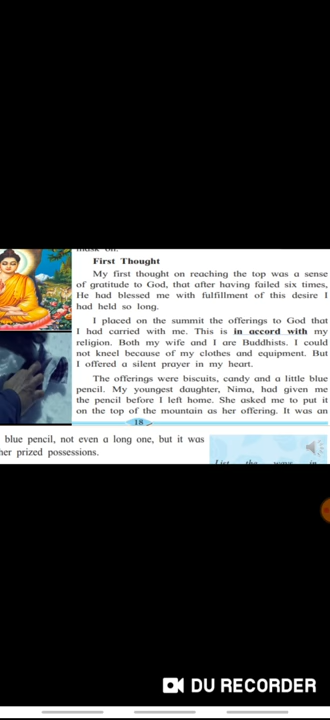 mask on.
First Thought
My first thought on reaching the top was a sense
of gratitude to God, that after having failed six times,
He had blessed me with fulfillment of this desire I
had held so long.
I placed on the summit the offerings to God that
I had carried with me. This is in accord with my
religion. Both my wife and I are Buddhists. I could
not kneel because of my clothes and equipment. But
I offered a silent prayer in my heart.
The offerings were biscuits, candy and a little blue
pencil. My youngest daughter, Nima, had given me
the pencil before I left home. She asked me to put it
on the top of the mountain as her offering. It was an
18
blue pencil, not even a long one, but it was
her prized possessions.
List the ways in
DU RECORDER